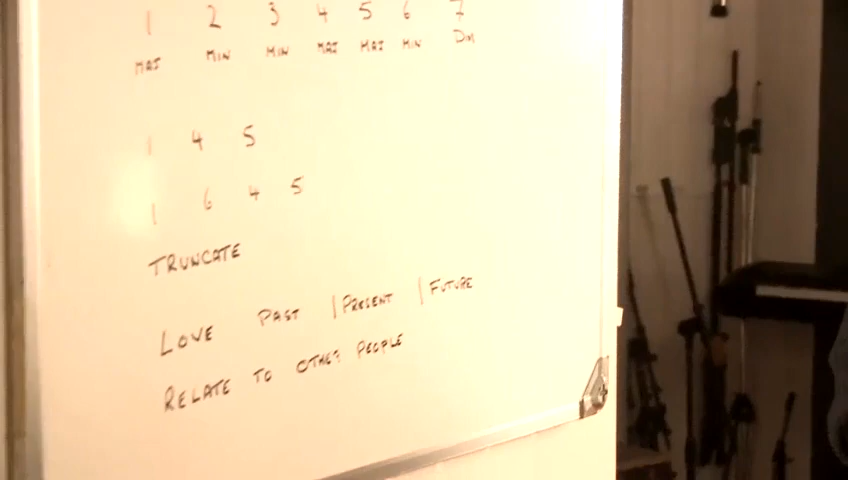 1 2 3 4 5 6 7
MAJ MIN MIN MAJ MAJ MIN DIM
1 4 5
1 6 4 5
TRUNCATE
LOVE PAST | PRESENT | FUTURE
RELATE TO OTHER PEOPLE